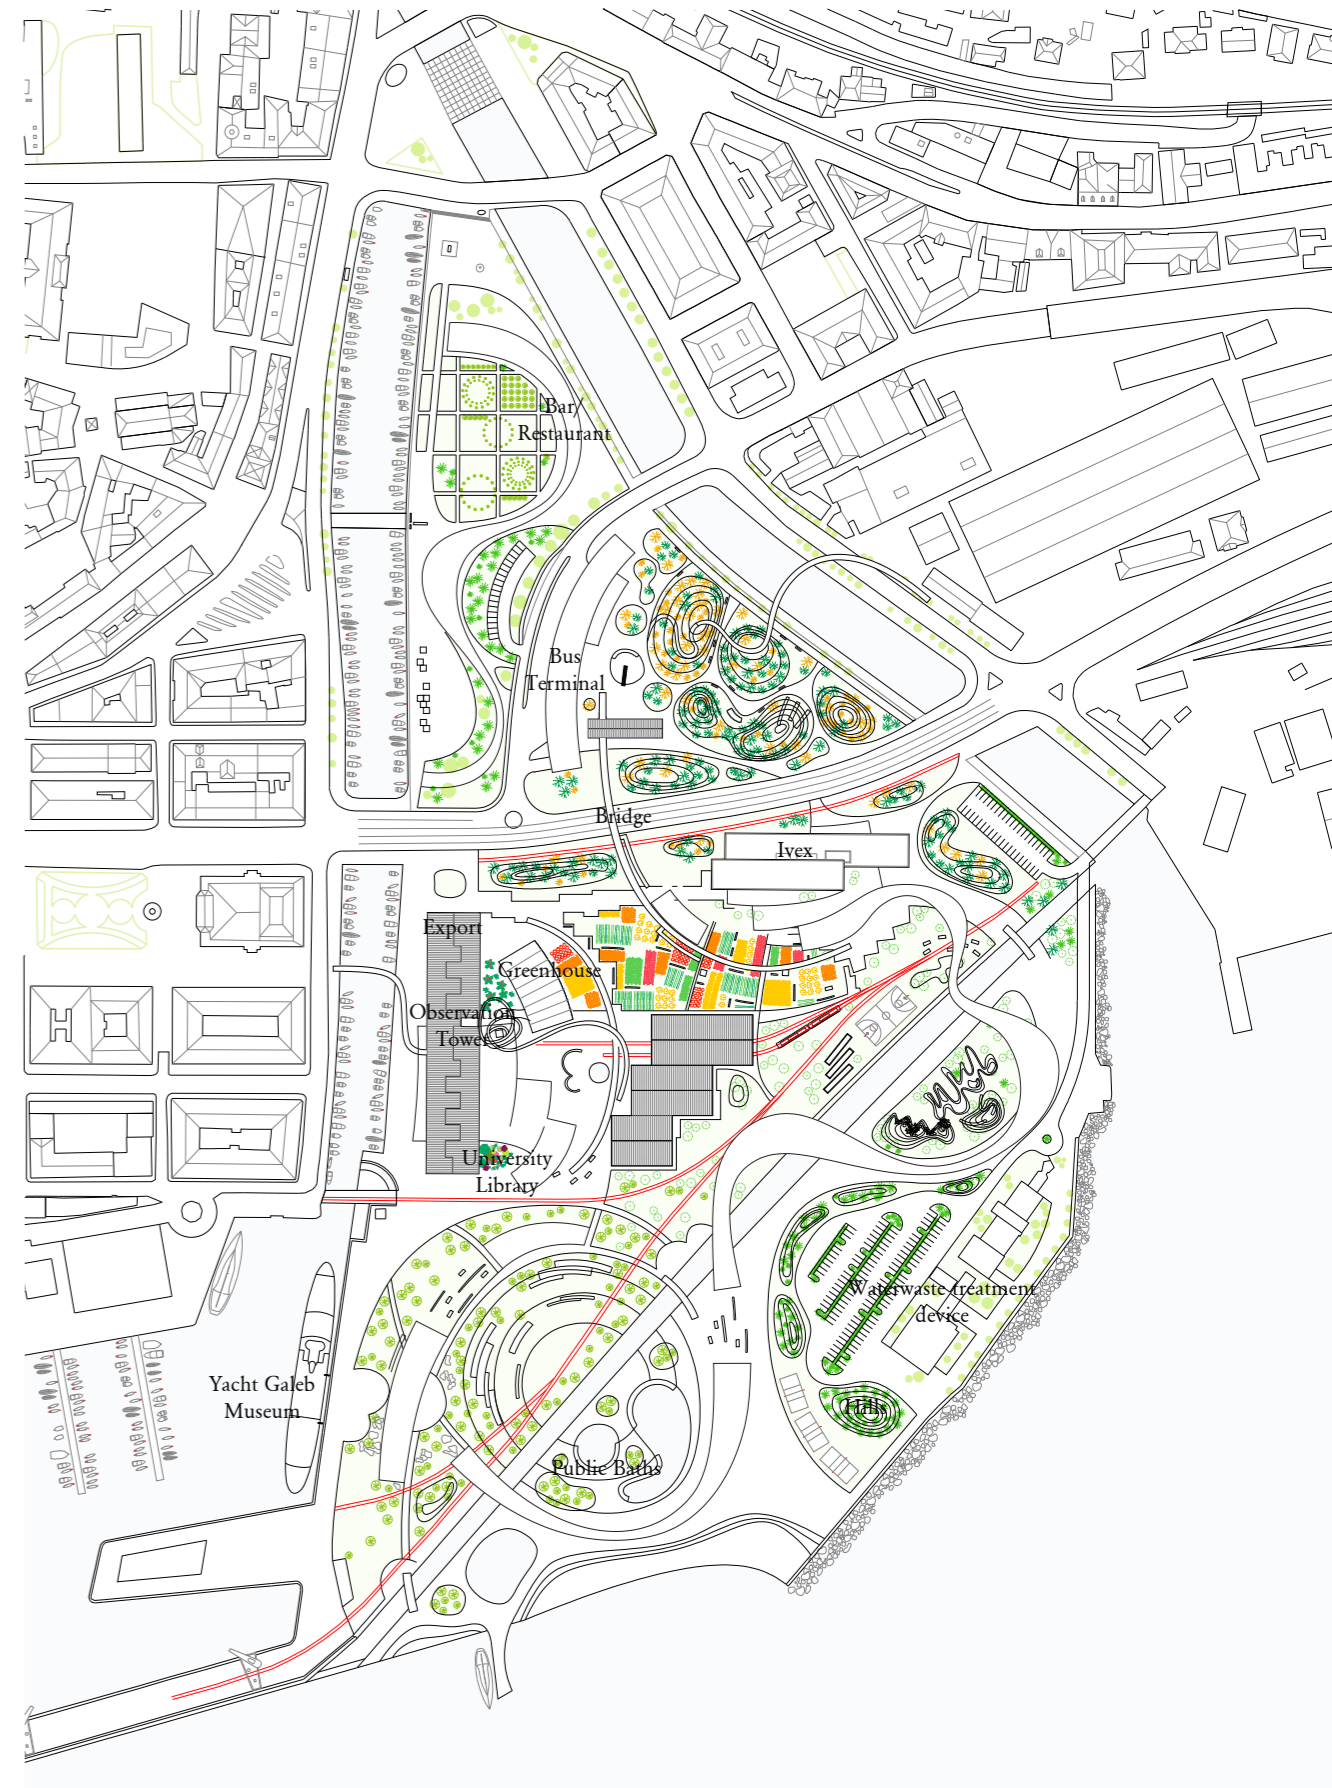 Bar/
Restaurant
Bus
Terminal
Bridge
Ivex
Export
Greenhouse
Observation
Tower
University
Library
Waterwaste treatment
device
Yacht Galeb
Museum
Hills
Public Baths